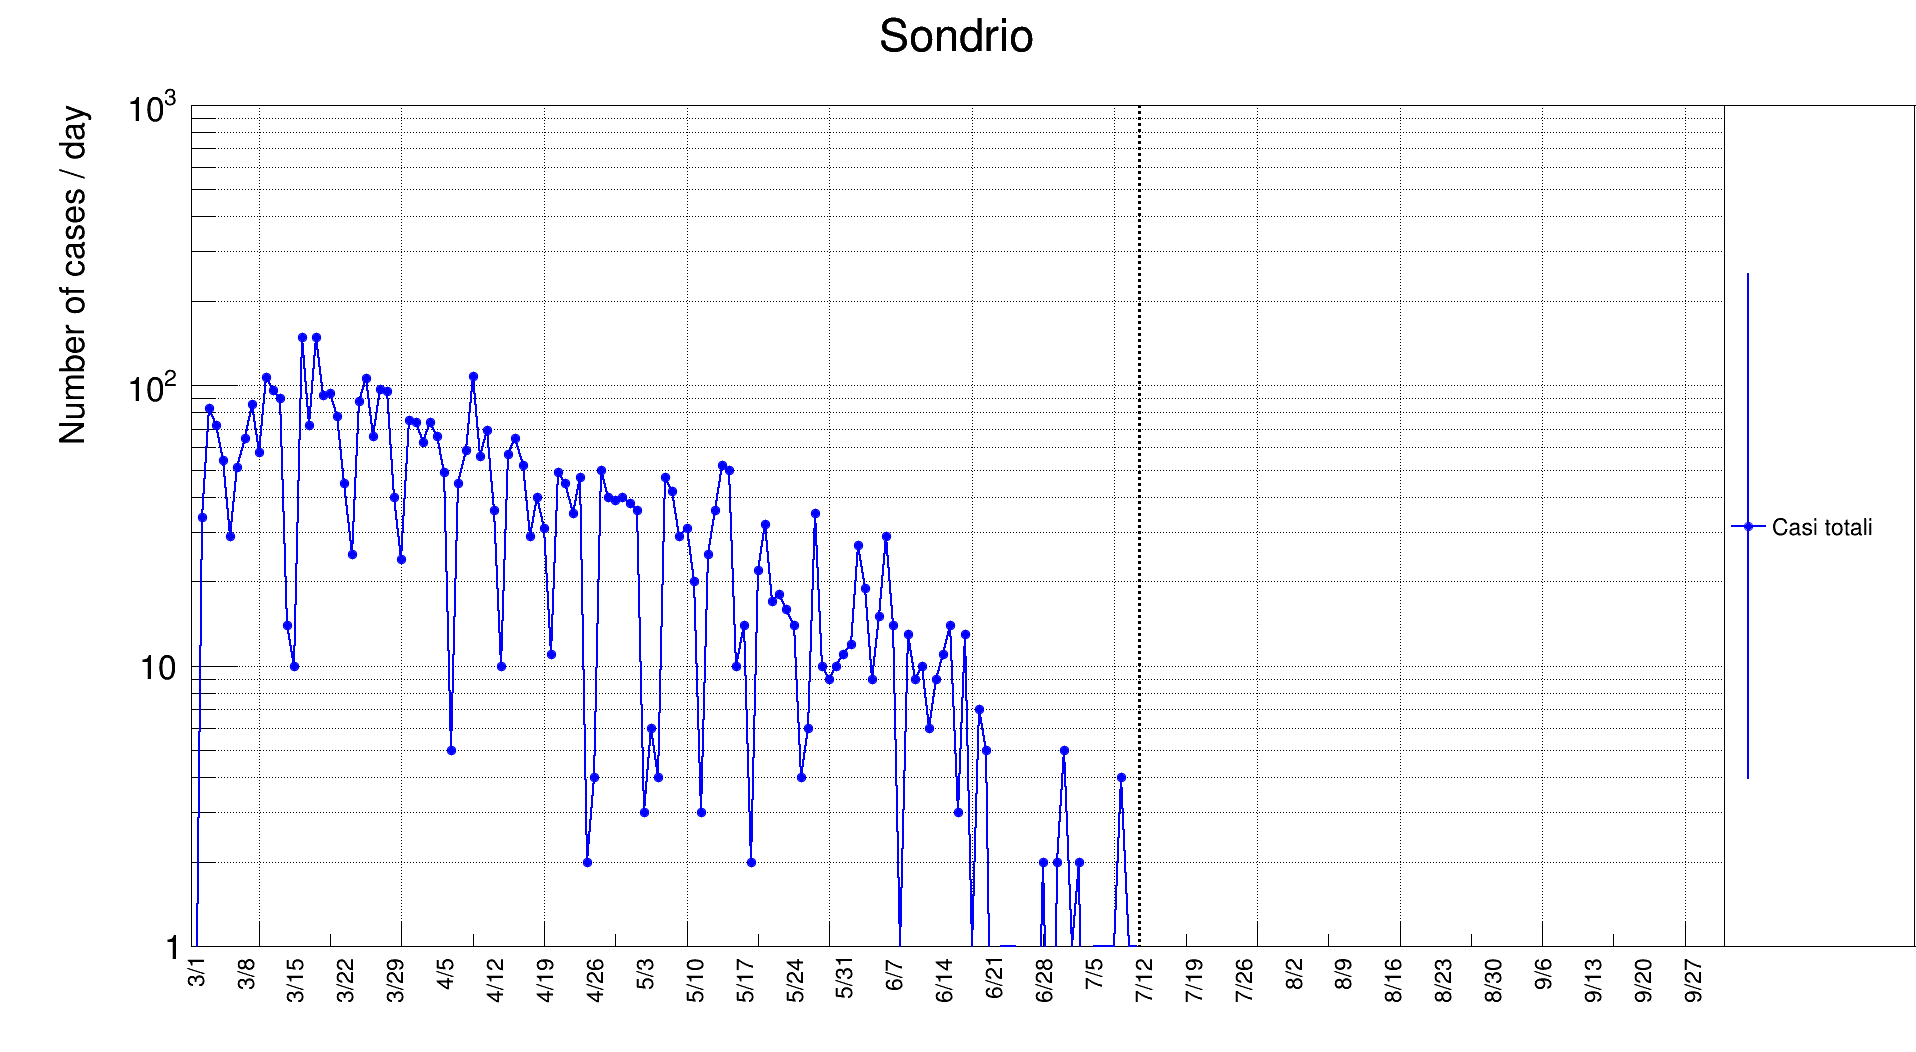 Sondrio
Number of cases / day
10³
10²
10
1
3/1 3/8 3/15 3/22 3/29 4/5 4/12 4/19 4/26 5/3 5/10 5/17 5/24 5/31 6/7 6/14 6/21 6/28 7/5 7/12 7/19 7/26 8/2 8/9 8/16 8/23 8/30 9/6 9/13 9/20 9/27
Casi totali